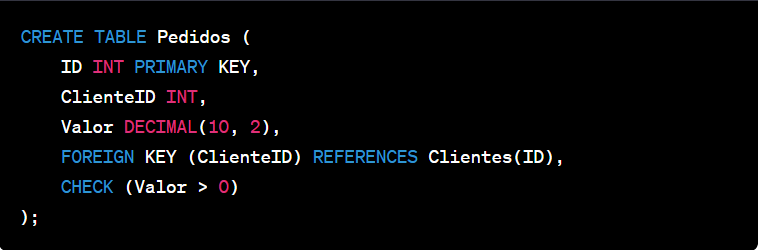 CREATE TABLE Pedidos (
    ID INT PRIMARY KEY,
    ClienteID INT,
    Valor DECIMAL(10, 2),
    FOREIGN KEY (ClienteID) REFERENCES Clientes(ID),
    CHECK (Valor > 0)
);